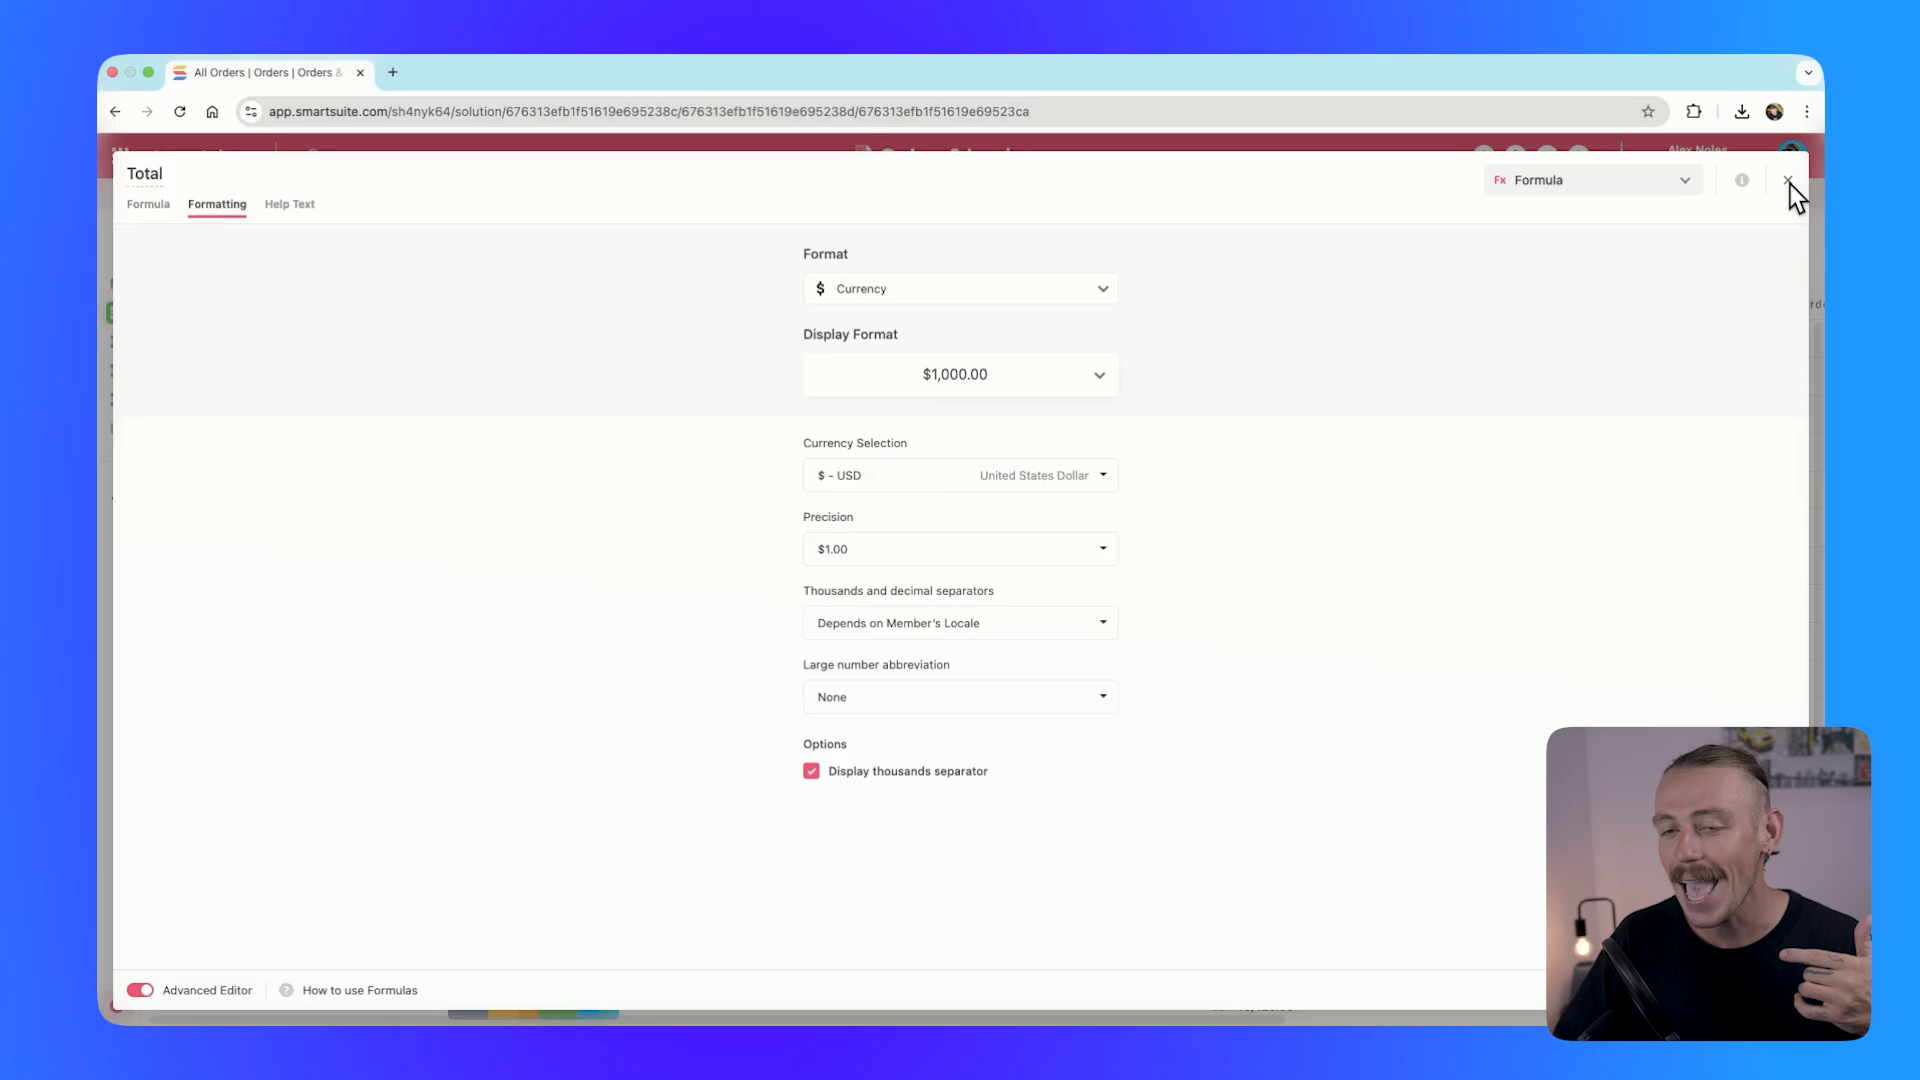 All Orders | Orders | Orders &
app.smartsuite.com/sh4nyk64/solution/676313efb1f51619e695238c/676313efb1f51619e695238d/676313efb1f51619e69523ca
Alex Noles
Total
Fx Formula
Formula Formatting Help Text
Format
$ Currency
Display Format
$1,000.00
Currency Selection
$ - USD United States Dollar
Precision
$1.00
Thousands and decimal separators
Depends on Member's Locale
Large number abbreviation
None
Options
Display thousands separator
Advanced Editor
How to use Formulas